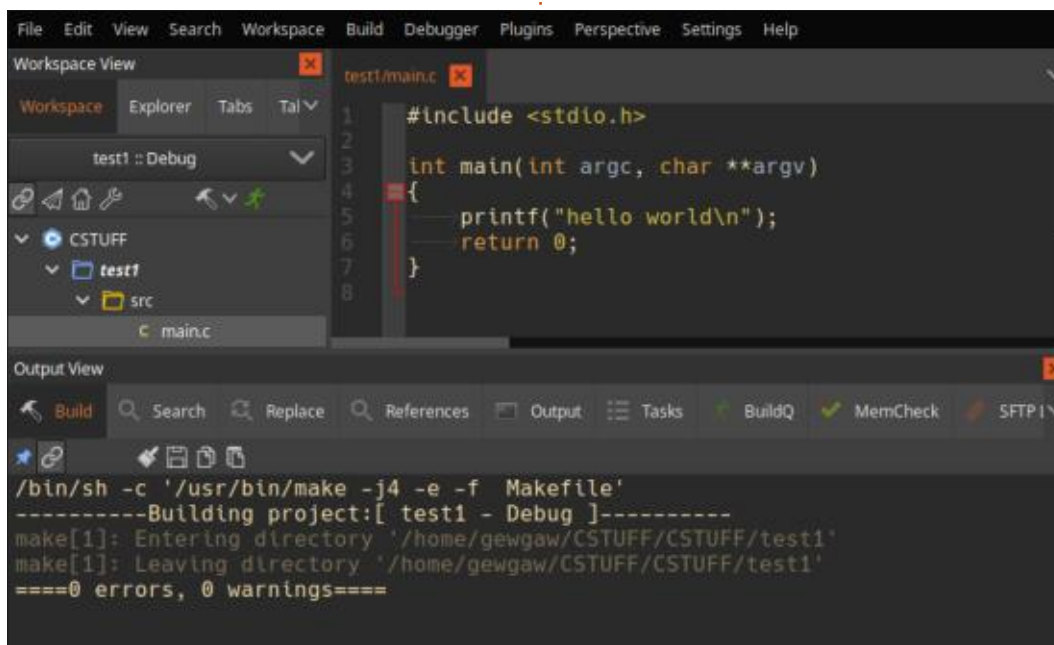 File Edit View Search Workspace Build Debugger Plugins Perspective Settings Help
Workspace View
Workspace Explorer Tabs Tal
test1 :: Debug
CSTUFF
test1
src
main.c
test1/main.c
1 #include <stdio.h>
2
3 int main(int argc, char **argv)
4 {
5 printf("hello world\n");
6 return 0;
7 }
8
Output View
Build Search Replace References Output Tasks BuildQ MemCheck SFTP
/bin/sh -c '/usr/bin/make -j4 -e -f  Makefile'
----------Building project:[ test1 - Debug ]----------
make[1]: Entering directory '/home/gewgaw/CSTUFF/CSTUFF/test1'
make[1]: Leaving directory '/home/gewgaw/CSTUFF/CSTUFF/test1'
====0 errors, 0 warnings====